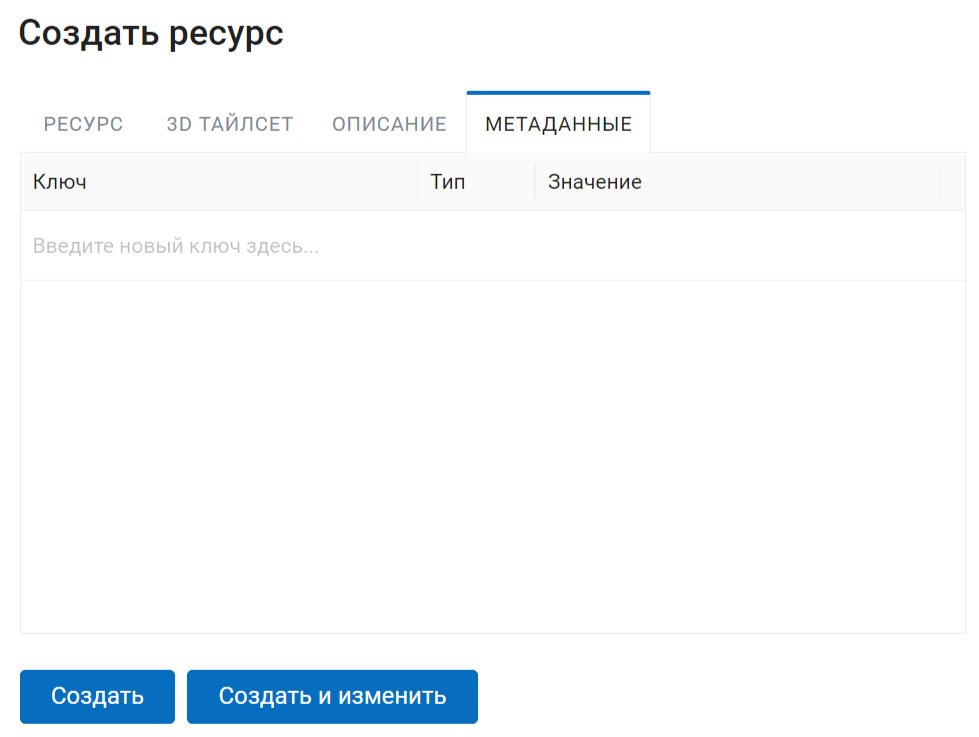 Создать ресурс
РЕСУРС 3D ТАЙЛСЕТ ОПИСАНИЕ МЕТАДАННЫЕ
Ключ Тип Значение
Введите новый ключ здесь...
Создать Создать и изменить